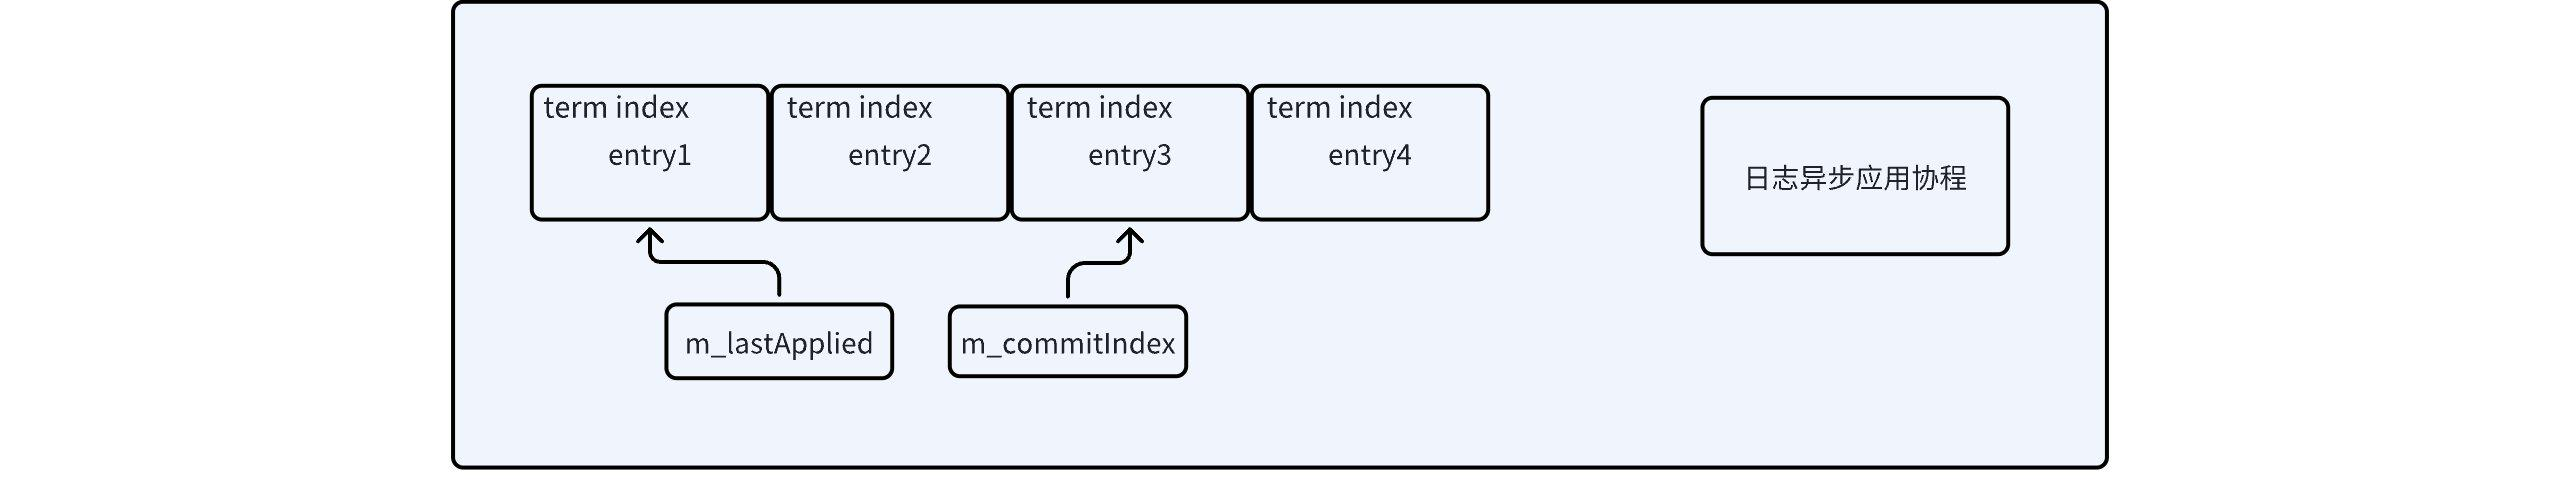 term index
entry1
term index
entry2
term index
entry3
term index
entry4
日志异步应用协程
m_lastApplied
m_commitIndex